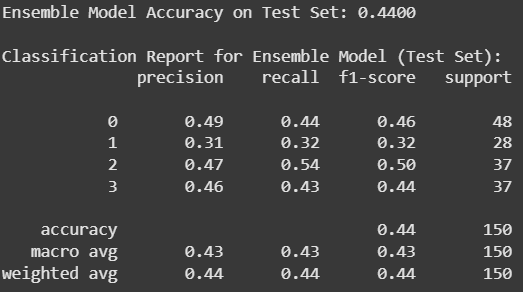 Ensemble Model Accuracy on Test Set: 0.4400
Classification Report for Ensemble Model (Test Set):
precision recall f1-score support
0 0.49 0.44 0.46 48
1 0.31 0.32 0.32 28
2 0.47 0.54 0.50 37
3 0.46 0.43 0.44 37
accuracy 0.44 150
macro avg 0.43 0.43 0.43 150
weighted avg 0.44 0.44 0.44 150